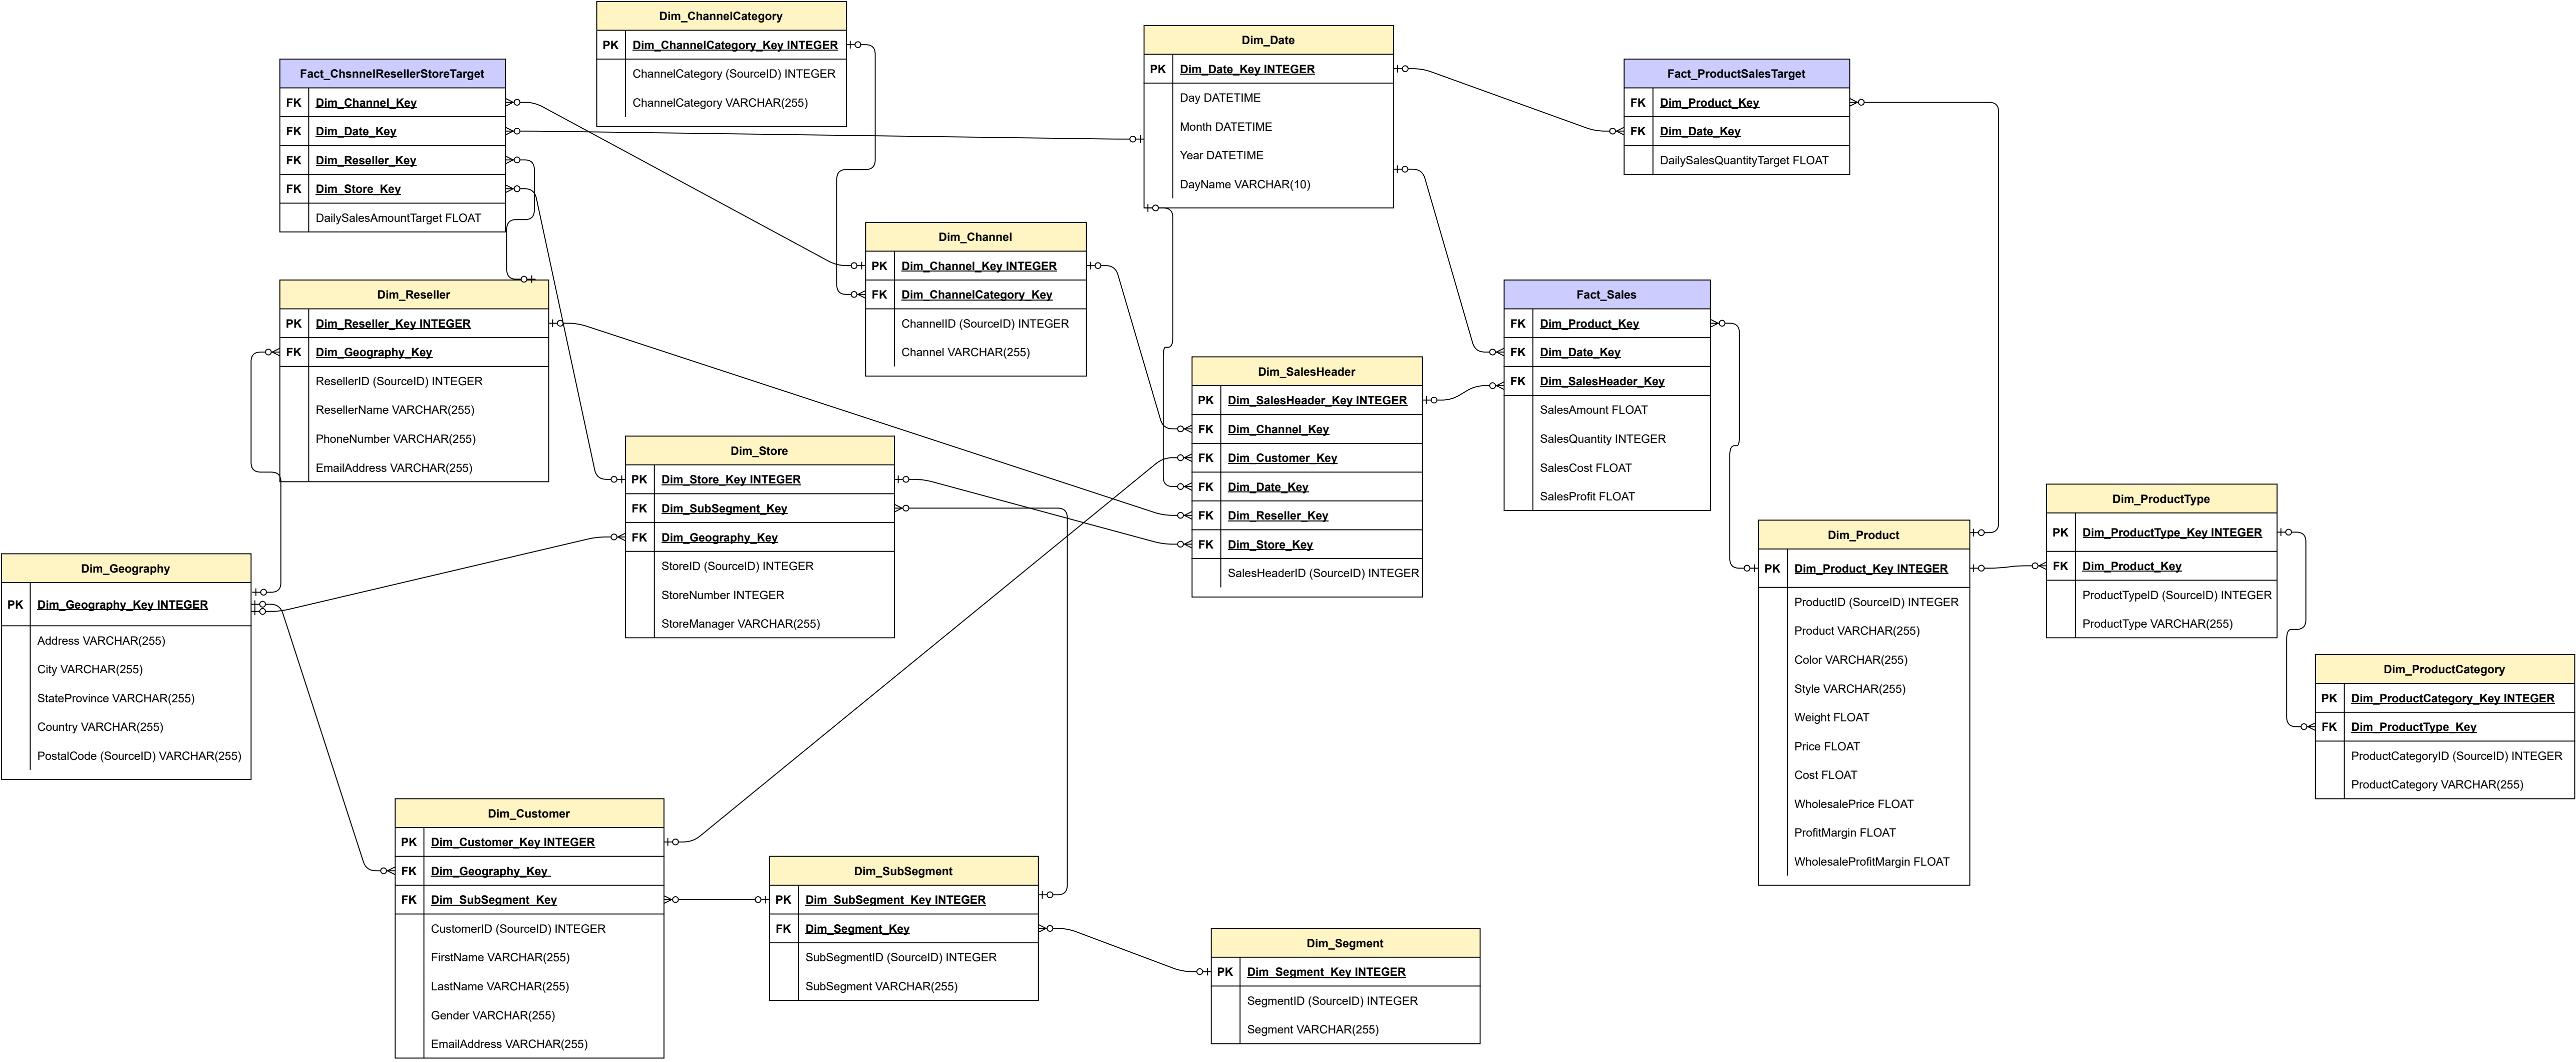 Dim_ChannelCategory
PK Dim_ChannelCategory_Key INTEGER
ChannelCategory (SourceID) INTEGER
ChannelCategory VARCHAR(255)
Dim_Date
PK Dim_Date_Key INTEGER
Day DATETIME
Month DATETIME
Year DATETIME
DayName VARCHAR(10)
Fact_ChsnnelResellerStoreTarget
FK Dim_Channel_Key
FK Dim_Date_Key
FK Dim_Reseller_Key
FK Dim_Store_Key
DailySalesAmountTarget FLOAT
Fact_ProductSalesTarget
FK Dim_Product_Key
FK Dim_Date_Key
DailySalesQuantityTarget FLOAT
Dim_Channel
PK Dim_Channel_Key INTEGER
FK Dim_ChannelCategory_Key
ChannelID (SourceID) INTEGER
Channel VARCHAR(255)
Dim_Reseller
PK Dim_Reseller_Key INTEGER
FK Dim_Geography_Key
ResellerID (SourceID) INTEGER
ResellerName VARCHAR(255)
PhoneNumber VARCHAR(255)
EmailAddress VARCHAR(255)
Fact_Sales
FK Dim_Product_Key
FK Dim_Date_Key
FK Dim_SalesHeader_Key
SalesAmount FLOAT
SalesQuantity INTEGER
SalesCost FLOAT
SalesProfit FLOAT
Dim_SalesHeader
PK Dim_SalesHeader_Key INTEGER
FK Dim_Channel_Key
FK Dim_Customer_Key
FK Dim_Date_Key
FK Dim_Reseller_Key
FK Dim_Store_Key
SalesHeaderID (SourceID) INTEGER
Dim_Store
PK Dim_Store_Key INTEGER
FK Dim_SubSegment_Key
FK Dim_Geography_Key
StoreID (SourceID) INTEGER
StoreNumber INTEGER
StoreManager VARCHAR(255)
Dim_ProductType
PK Dim_ProductType_Key INTEGER
FK Dim_Product_Key
ProductTypeID (SourceID) INTEGER
ProductType VARCHAR(255)
Dim_Product
PK Dim_Product_Key INTEGER
ProductID (SourceID) INTEGER
Product VARCHAR(255)
Color VARCHAR(255)
Style VARCHAR(255)
Weight FLOAT
Price FLOAT
Cost FLOAT
WholesalePrice FLOAT
ProfitMargin FLOAT
WholesaleProfitMargin FLOAT
Dim_Geography
PK Dim_Geography_Key INTEGER
Address VARCHAR(255)
City VARCHAR(255)
StateProvince VARCHAR(255)
Country VARCHAR(255)
PostalCode (SourceID) VARCHAR(255)
Dim_ProductCategory
PK Dim_ProductCategory_Key INTEGER
FK Dim_ProductType_Key
ProductCategoryID (SourceID) INTEGER
ProductCategory VARCHAR(255)
Dim_Customer
PK Dim_Customer_Key INTEGER
FK Dim_Geography_Key
FK Dim_SubSegment_Key
CustomerID (SourceID) INTEGER
FirstName VARCHAR(255)
LastName VARCHAR(255)
Gender VARCHAR(255)
EmailAddress VARCHAR(255)
Dim_SubSegment
PK Dim_SubSegment_Key INTEGER
FK Dim_Segment_Key
SubSegmentID (SourceID) INTEGER
SubSegment VARCHAR(255)
Dim_Segment
PK Dim_Segment_Key INTEGER
SegmentID (SourceID) INTEGER
Segment VARCHAR(255)